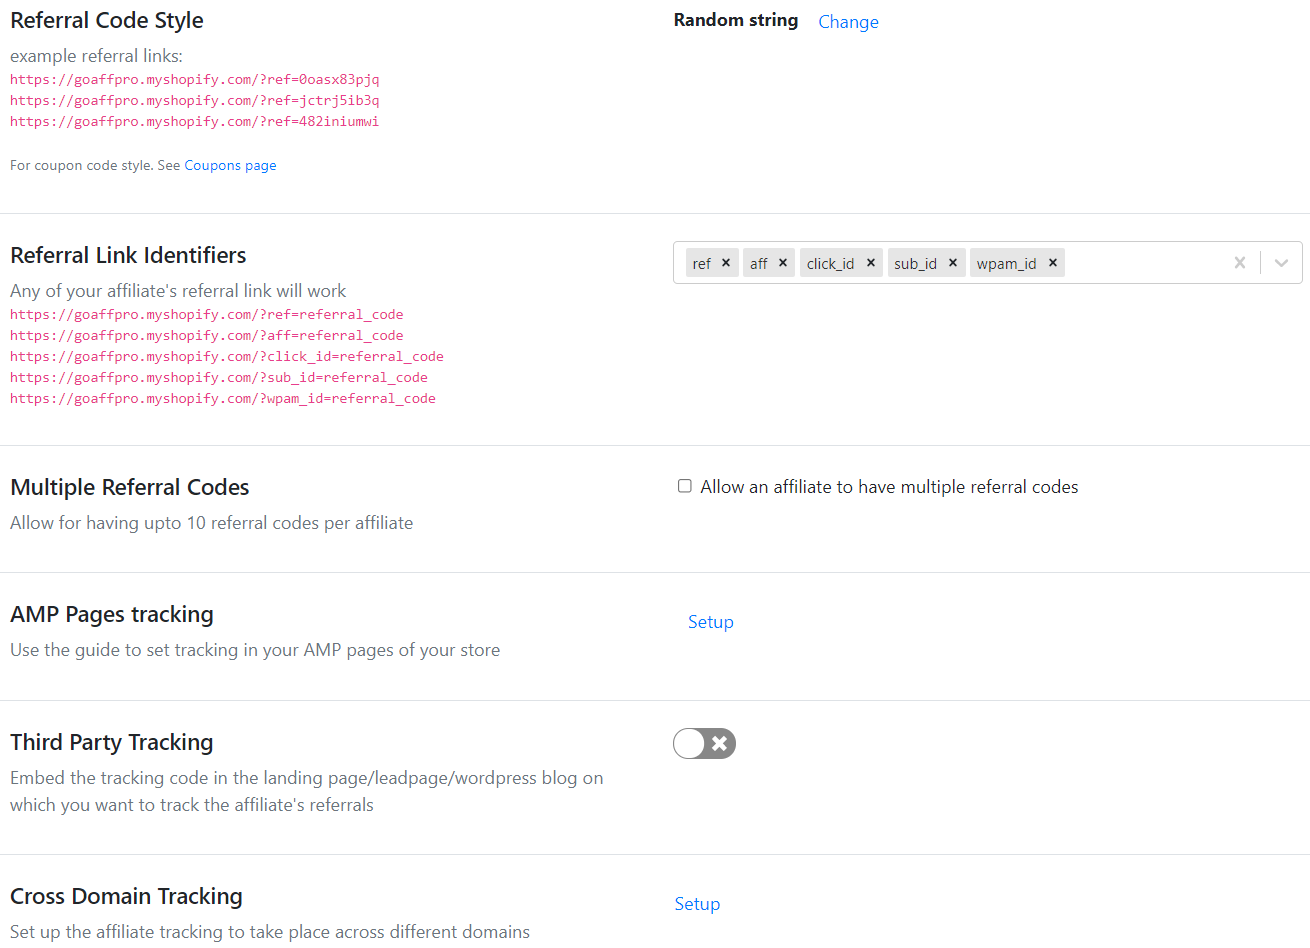 Referral Code Style
Random string Change
example referral links:
https://goaffpro.myshopify.com/?ref=0oasx83pjq
https://goaffpro.myshopify.com/?ref=jctrj5ib3q
https://goaffpro.myshopify.com/?ref=482iniumwi
For coupon code style. See Coupons page
Referral Link Identifiers
ref aff click_id sub_id wpam_id
Any of your affiliate's referral link will work
https://goaffpro.myshopify.com/?ref=referral_code
https://goaffpro.myshopify.com/?aff=referral_code
https://goaffpro.myshopify.com/?click_id=referral_code
https://goaffpro.myshopify.com/?sub_id=referral_code
https://goaffpro.myshopify.com/?wpam_id=referral_code
Multiple Referral Codes
Allow an affiliate to have multiple referral codes
Allow for having upto 10 referral codes per affiliate
AMP Pages tracking
Setup
Use the guide to set tracking in your AMP pages of your store
Third Party Tracking
Embed the tracking code in the landing page/leadpage/wordpress blog on
which you want to track the affiliate's referrals
Cross Domain Tracking
Setup
Set up the affiliate tracking to take place across different domains